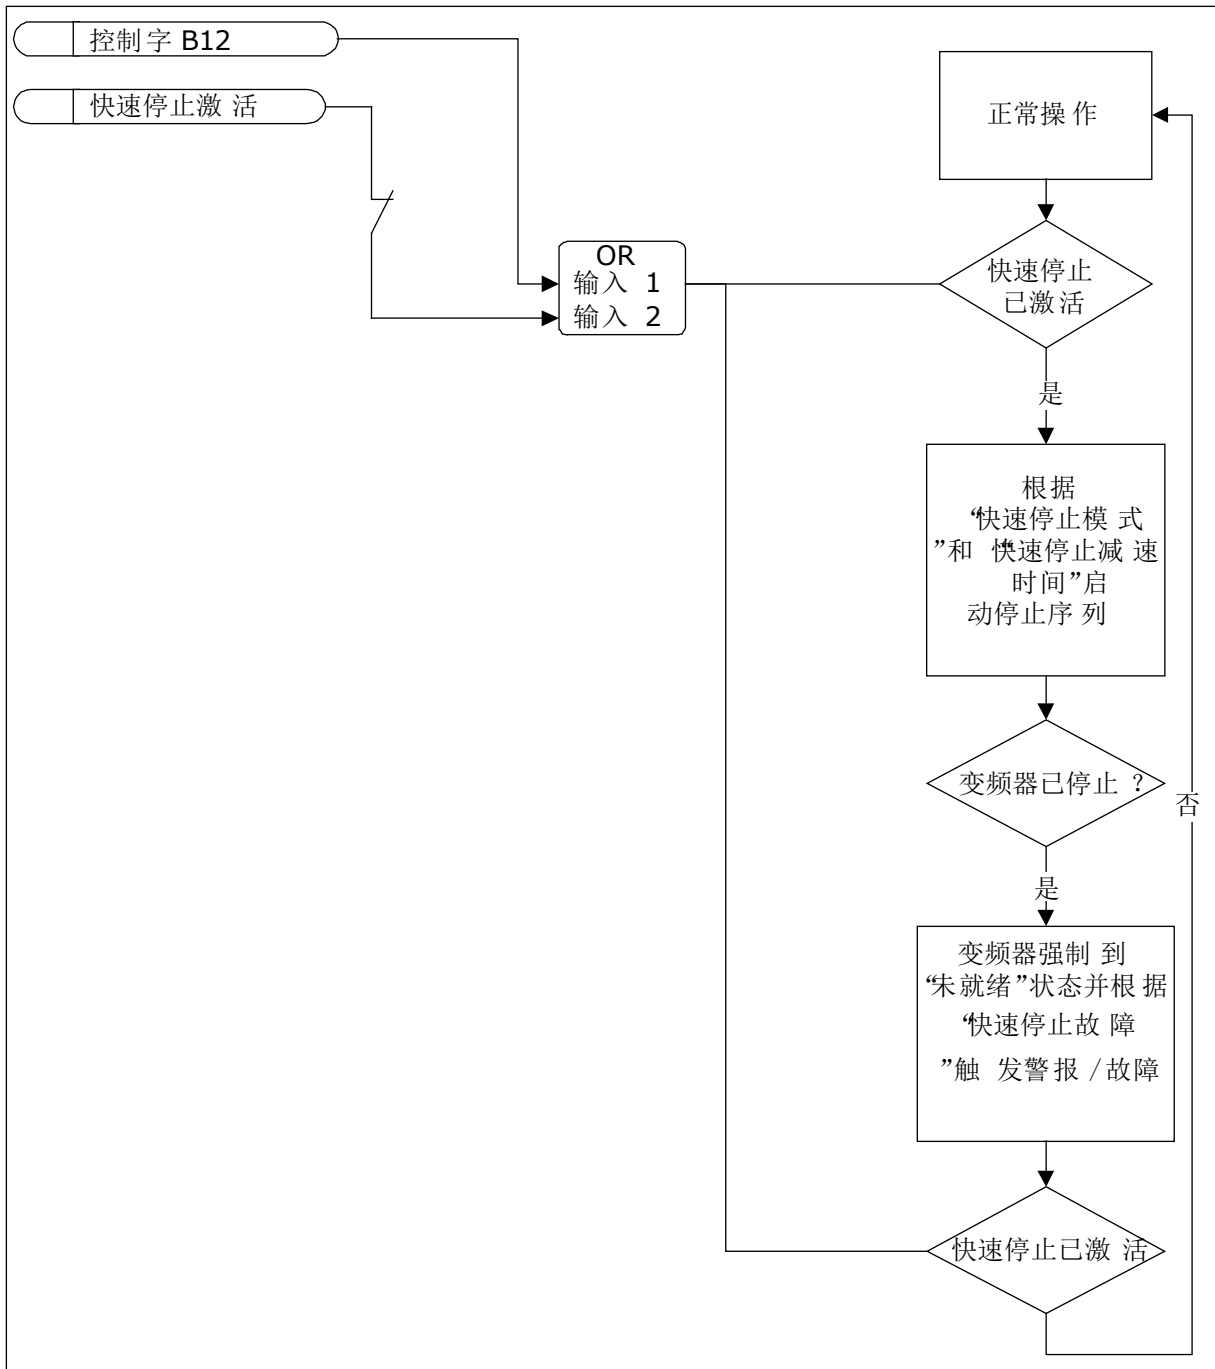 控制字 B12
快速停止激 活
OR
输入 1
输入 2
正常操 作
快速停止
已激活
是
根据
“快速停止模 式
”和 “快速停止减 速
时间”启
动停止序 列
变频器已停止 ?
否
是
变频器强制 到
“未就绪”状态并根 据
“快速停止故 障
”触 发警报 /故障
快速停止已激 活